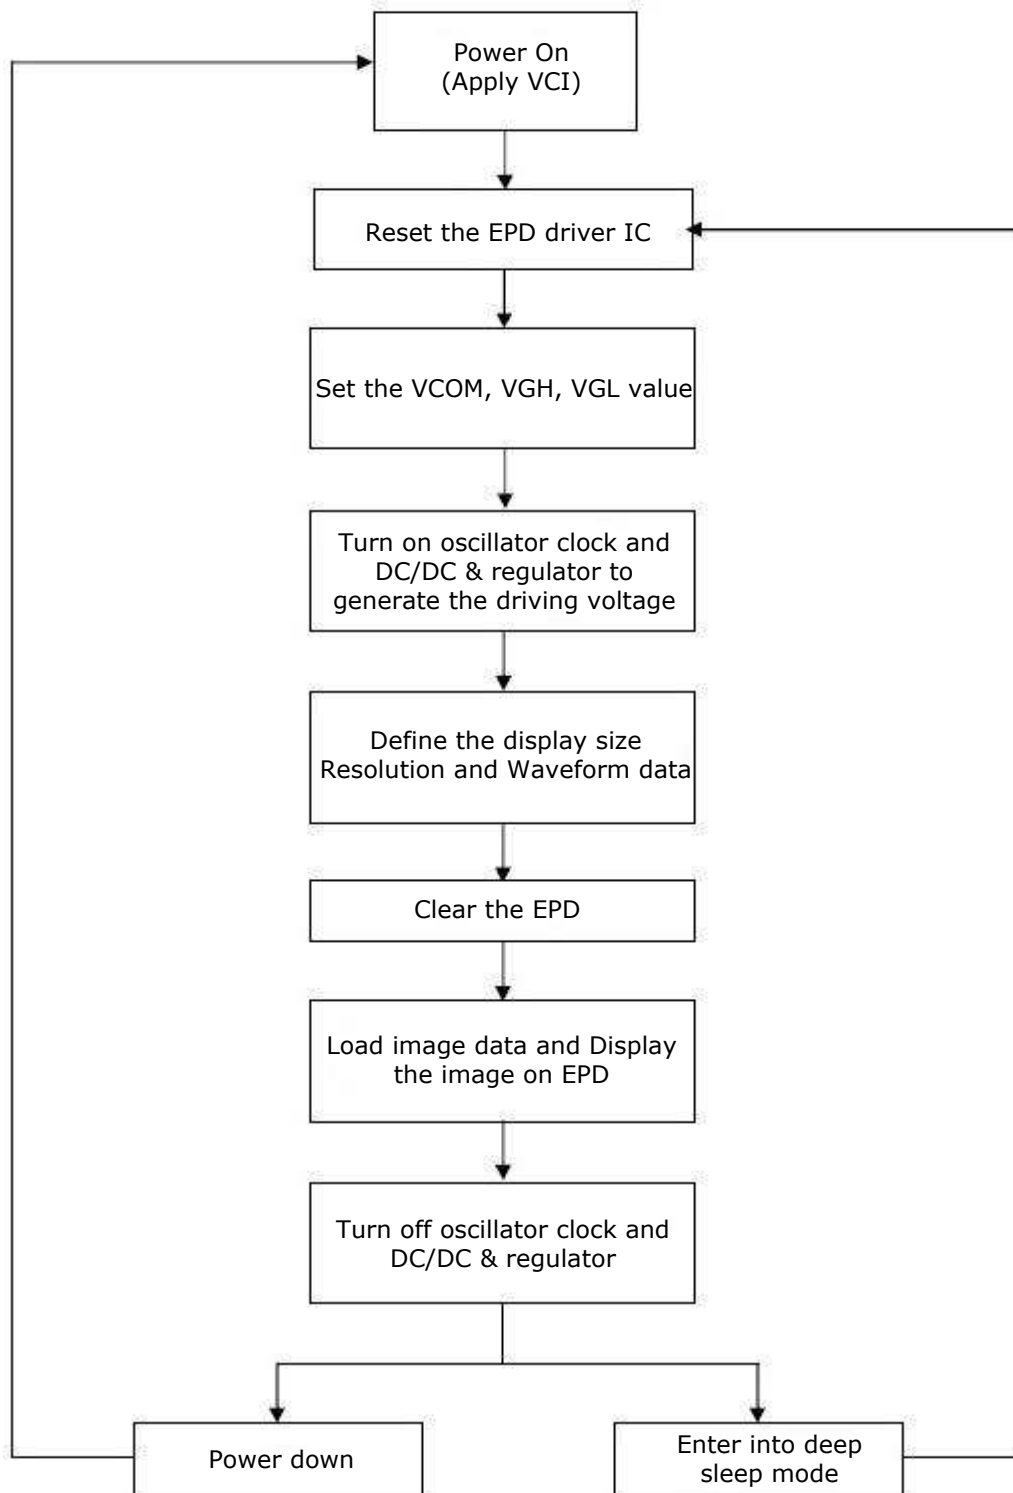 Power On
(Apply VCI)
Reset the EPD driver IC
Set the VCOM, VGH, VGL value
Turn on oscillator clock and
DC/DC & regulator to
generate the driving voltage
Define the display size
Resolution and Waveform data
Clear the EPD
Load image data and Display
the image on EPD
Turn off oscillator clock and
DC/DC & regulator
Power down
Enter into deep
sleep mode